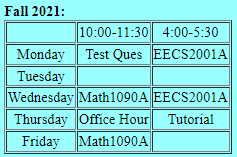 Fall 2021:
10:00-11:30 4:00-5:30
Monday Test Ques EECS2001A
Tuesday
Wednesday Math1090A EECS2001A
Thursday Office Hour Tutorial
Friday Math1090A